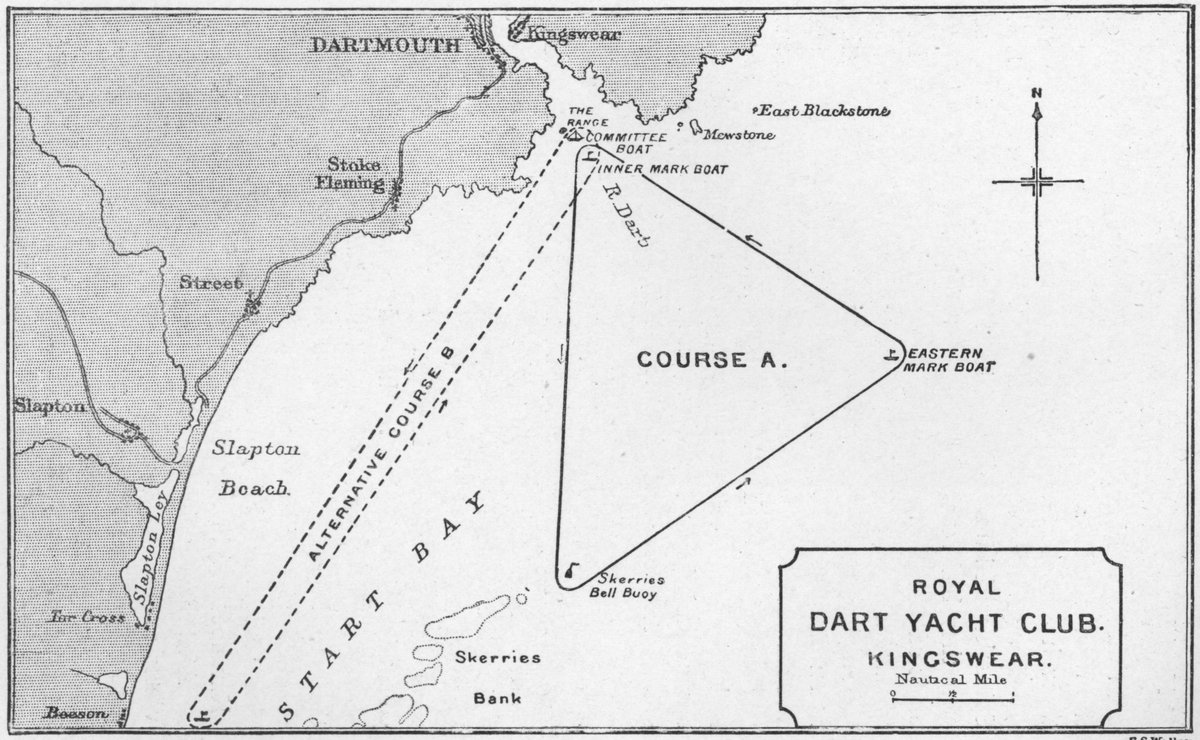 DARTMOUTH
Kingswear
THE
RANGE
COMMITTEE
BOAT
East Blackstone
Mewstone
N
INNER MARK BOAT
Stoke
Fleming
R. Dart
Street
COURSE A.
EASTERN
MARK BOAT
ALTERNATIVE COURSE B
Slapton
Slapton
Beach.
Slapton Ley
START BAY
Skerries
Bell Buoy
Tor Cross
Skerries
Bank
Beeson
ROYAL
DART YACHT CLUB.
KINGSWEAR.
Nautical Mile
0 ½ 1